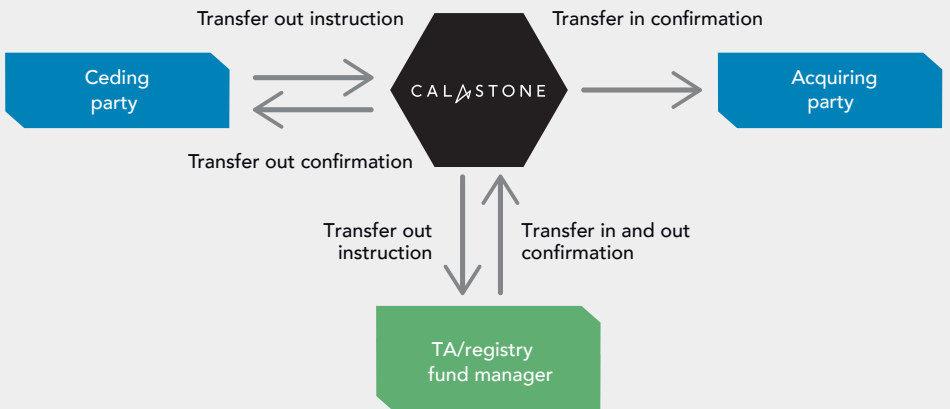 Transfer out instruction
Transfer in confirmation
Ceding
party
CALASTONE
Acquiring
party
Transfer out confirmation
Transfer out
instruction
Transfer in and out
confirmation
TA/registry
fund manager